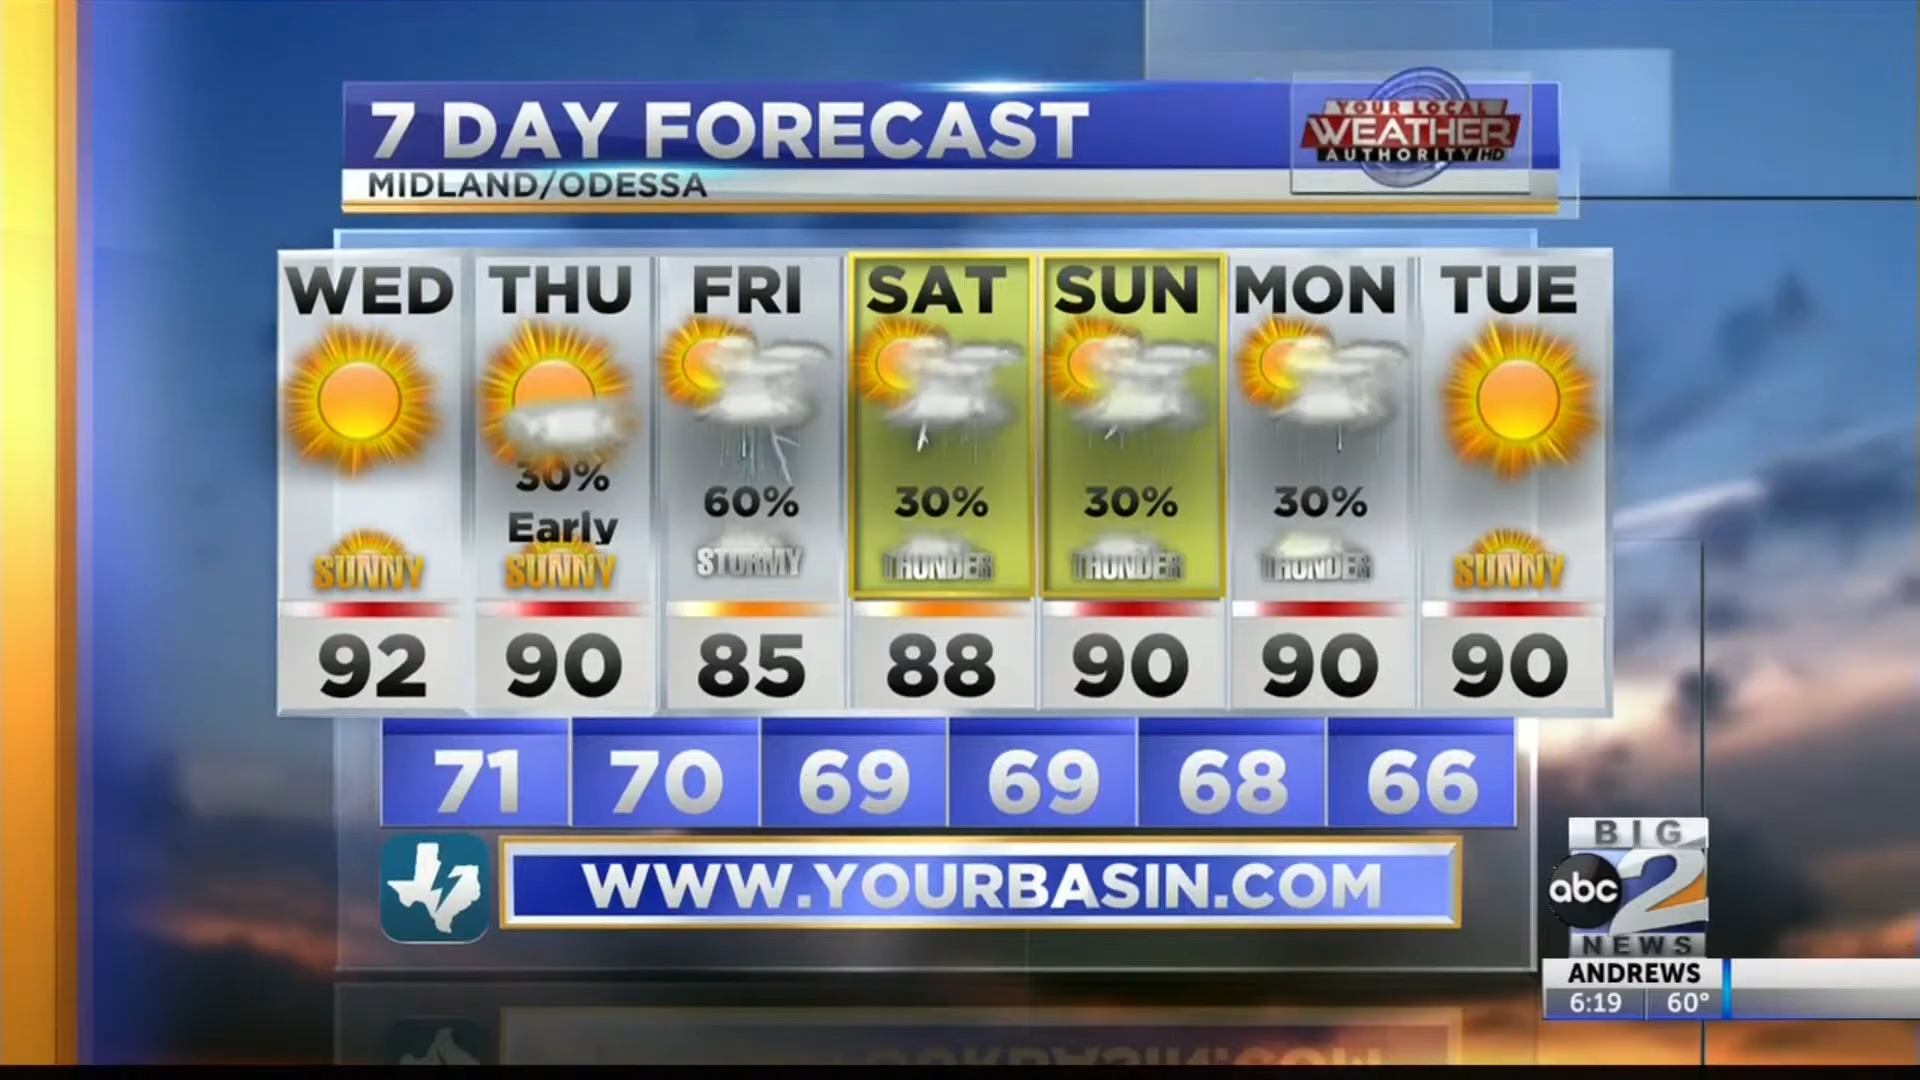 7 DAY FORECAST
YOUR LOCAL
WEATHER
AUTHORITY HD
MIDLAND/ODESSA
WED THU FRI SAT SUN MON TUE
30%
60% 30% 30% 30%
Early
SUNNY SUNNY STORMY THUNDER THUNDER THUNDER SUNNY
92 90 85 88 90 90 90
71 70 69 69 68 66
WWW.YOURBASIN.COM
BIG
abc 2
NEWS
ANDREWS
6:19 60°